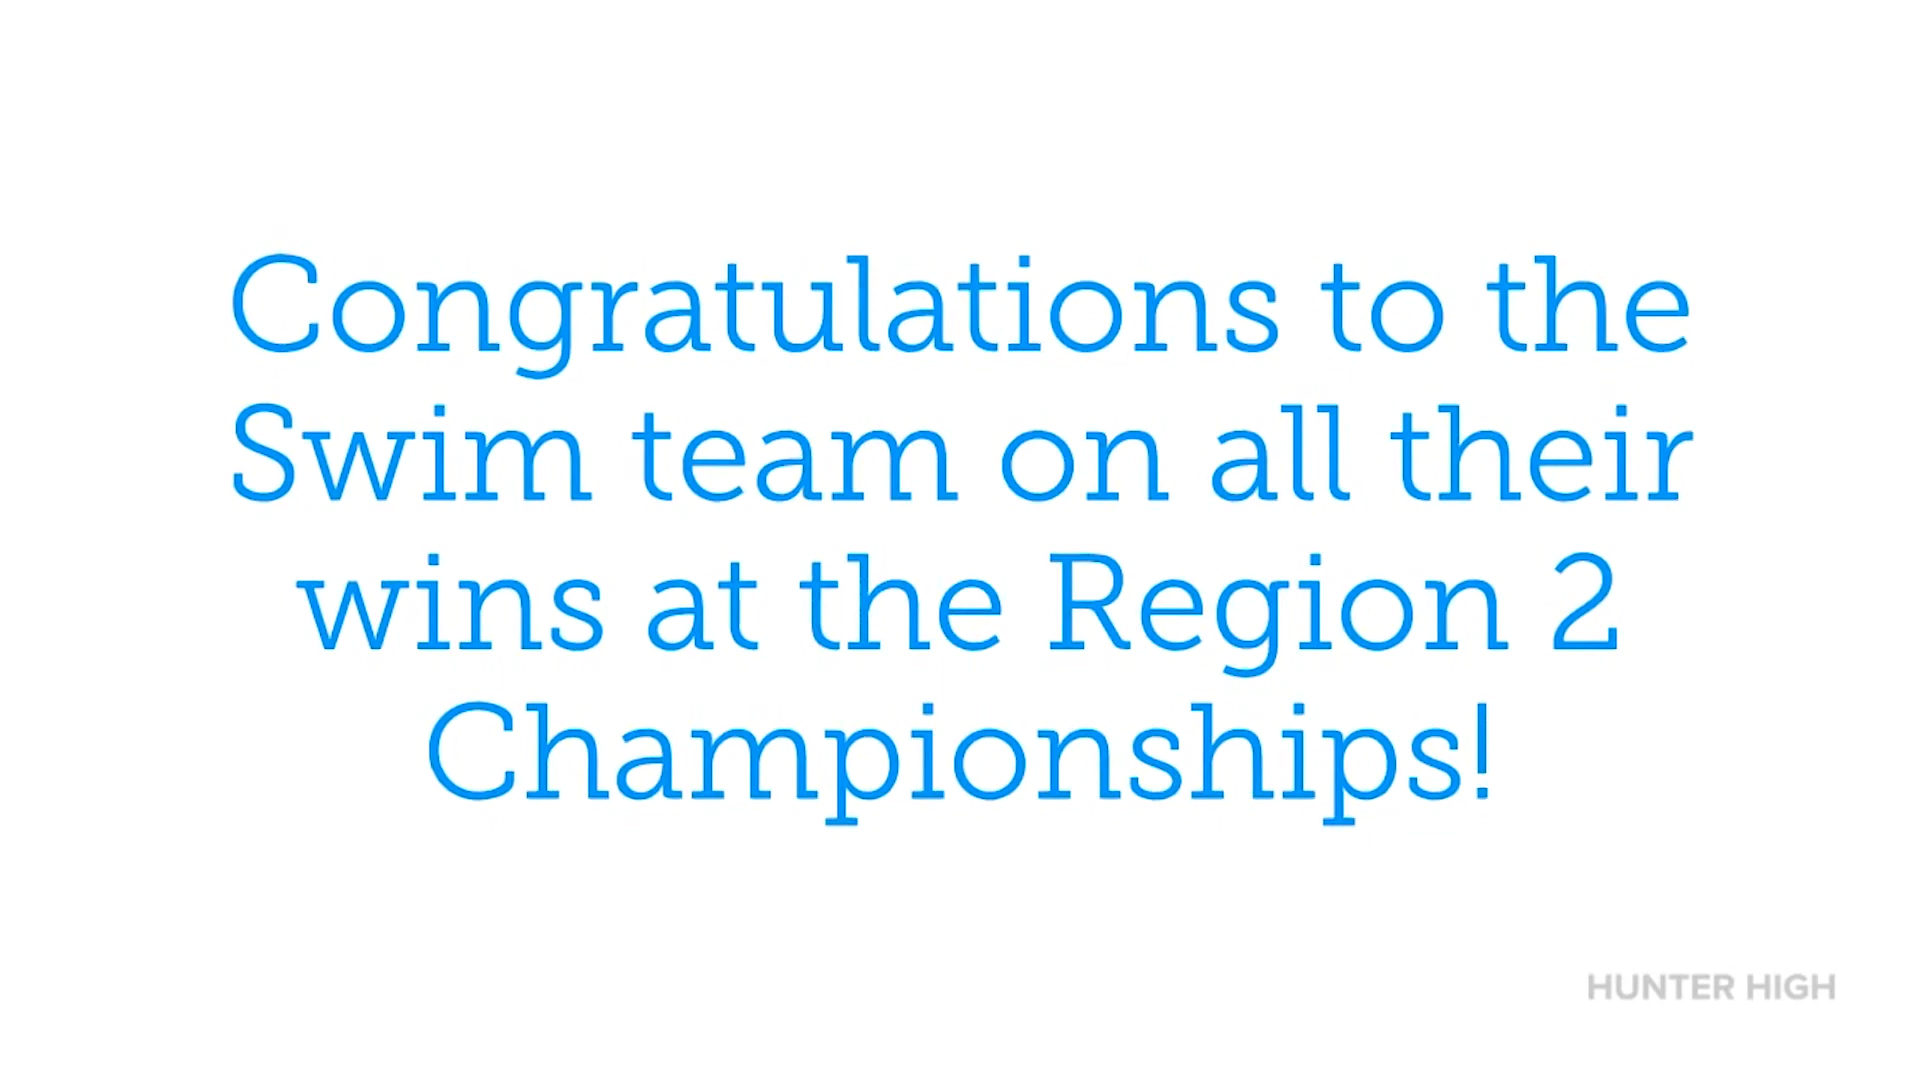 Congratulations to the
Swim team on all their
wins at the Region 2
Championships!
HUNTER HIGH